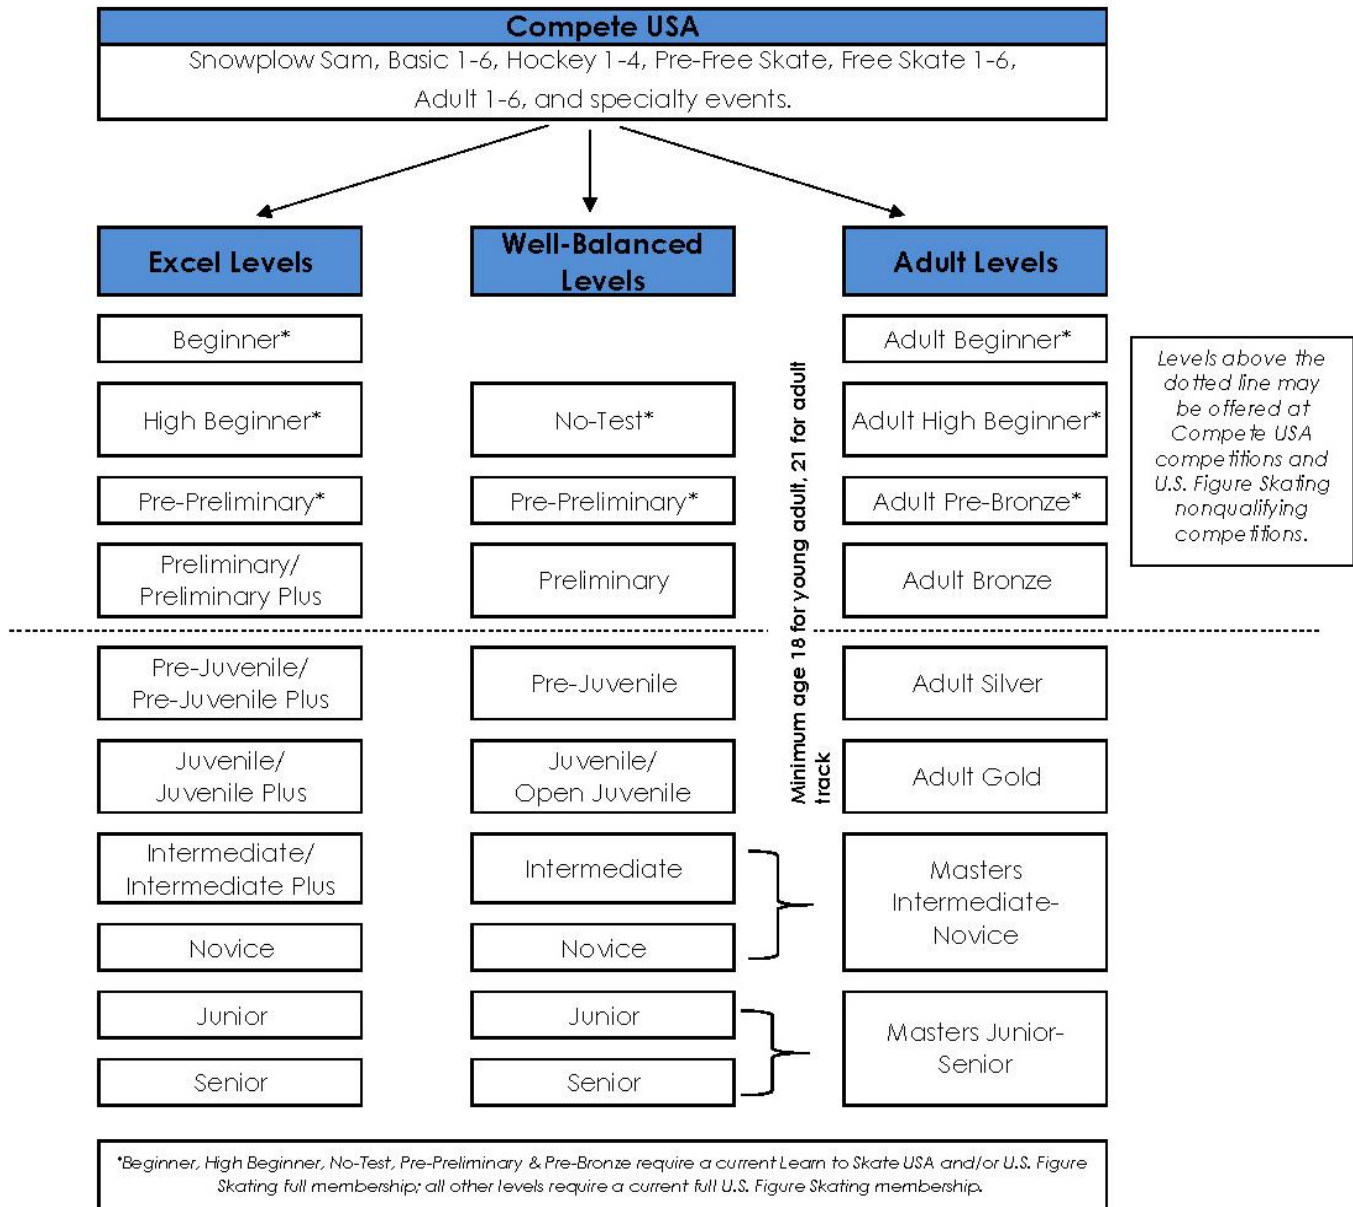 Compete USA
Snowplow Sam, Basic 1-6, Hockey 1-4, Pre-Free Skate, Free Skate 1-6,
Adult 1-6, and specialty events.
Excel Levels
Beginner*
High Beginner*
Pre-Preliminary*
Preliminary/
Preliminary Plus
Pre-Juvenile/
Pre-Juvenile Plus
Juvenile/
Juvenile Plus
Intermediate/
Intermediate Plus
Novice
Junior
Senior
Well-Balanced
Levels
No-Test*
Pre-Preliminary*
Preliminary
Pre-Juvenile
Juvenile/
Open Juvenile
Intermediate
Novice
Junior
Senior
Minimum age 18 for young adult, 21 for adult
track
Adult Levels
Adult Beginner*
Adult High Beginner*
Adult Pre-Bronze*
Adult Bronze
Adult Silver
Adult Gold
Masters
Intermediate-
Novice
Masters Junior-
Senior
Levels above the
dotted line may
be offered at
Compete USA
competitions and
U.S. Figure Skating
nonqualifying
competitions.
*Beginner, High Beginner, No-Test, Pre-Preliminary & Pre-Bronze require a current Learn to Skate USA and/or U.S. Figure
Skating full membership; all other levels require a current full U.S. Figure Skating membership.